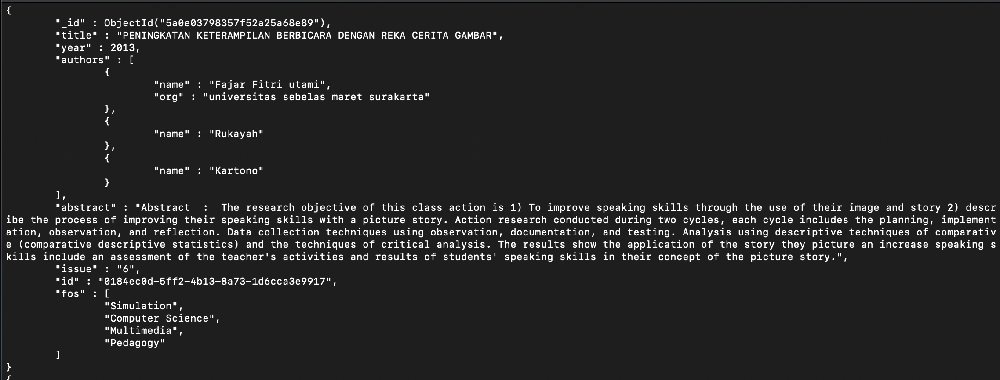 {
"_id" : ObjectId("5a0e03798357f52a25a68e89"),
"title" : "PENINGKATAN KETERAMPILAN BERBICARA DENGAN REKA CERITA GAMBAR",
"year" : 2013,
"authors" : [
{
"name" : "Fajar Fitri utami",
"org" : "universitas sebelas maret surakarta"
},
{
"name" : "Rukayah"
},
{
"name" : "Kartono"
}
],
"abstract" : "Abstract  :  The research objective of this class action is 1) To improve speaking skills through the use of their image and story 2) descr
ibe the process of improving their speaking skills with a picture story. Action research conducted during two cycles, each cycle includes the planning, implement
ation, observation, and reflection. Data collection techniques using observation, documentation, and testing. Analysis using descriptive techniques of comparativ
e (comparative descriptive statistics) and the techniques of critical analysis. The results show the application of the story they picture an increase speaking s
kills include an assessment of the teacher's activities and results of students' speaking skills in their concept of the picture story.",
"issue" : "6",
"id" : "0184ec0d-5ff2-4b13-8a73-1d6cca3e9917",
"fos" : [
"Simulation",
"Computer Science",
"Multimedia",
"Pedagogy"
]
}
{